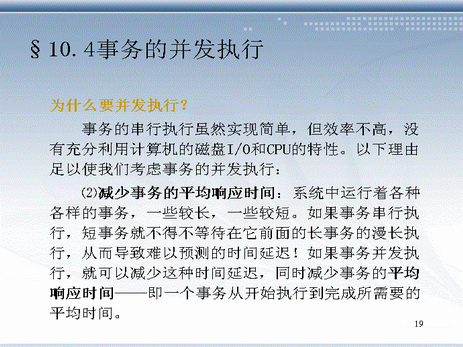 §10.4事务的并发执行
为什么要并发执行？
事务的串行执行虽然实现简单，但效率不高，没
有充分利用计算机的磁盘I/O和CPU的特性。以下理由
足以使我们考虑事务的并发执行：
⑵减少事务的平均响应时间：系统中运行着各种
各样的事务，一些较长，一些较短。如果事务串行执
行，短事务就不得不等待在它前面的长事务的漫长执
行，从而导致难以预测的时间延迟！如果事务并发执
行，就可以减少这种时间延迟，同时减少事务的平均
响应时间——即一个事务从开始执行到完成所需要的
平均时间。
19